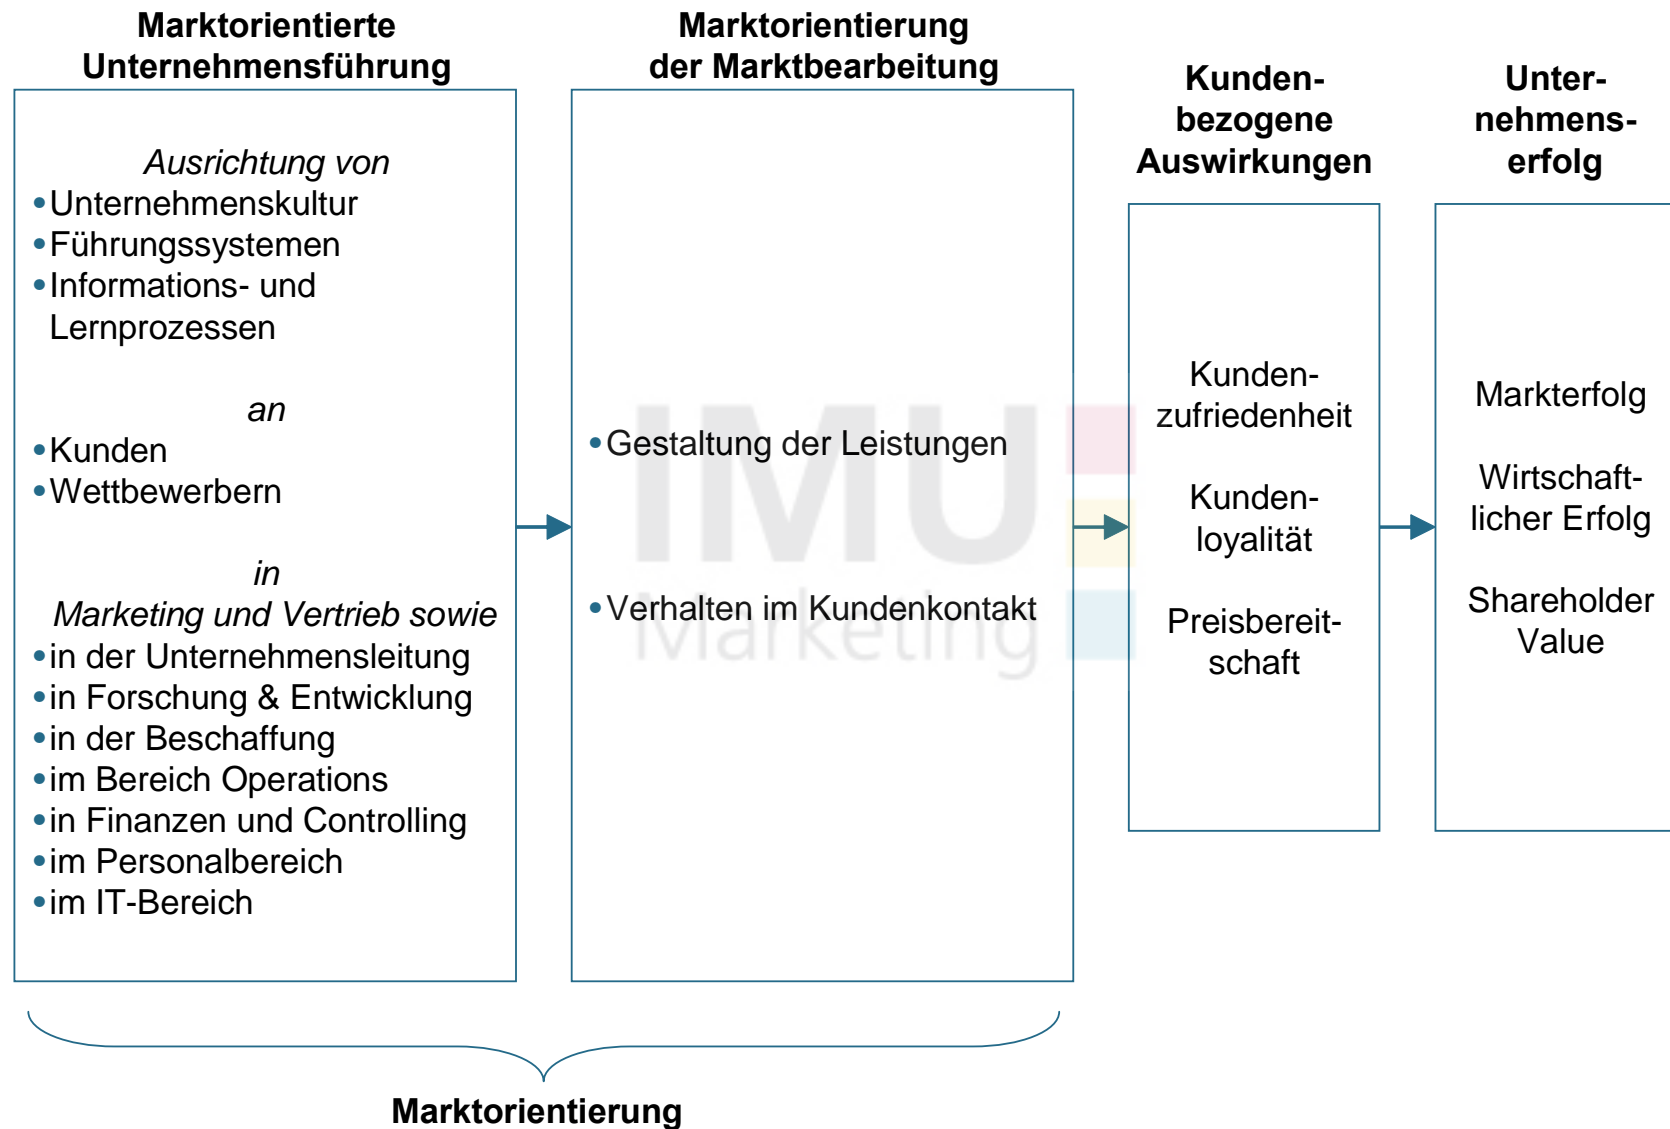 Marktorientierte
Unternehmensführung
Ausrichtung von
•Unternehmenskultur
•Führungssystemen
•Informations- und
Lernprozessen
an
•Kunden
•Wettbewerbern
in
Marketing und Vertrieb sowie
•in der Unternehmensleitung
•in Forschung & Entwicklung
•in der Beschaffung
•im Bereich Operations
•in Finanzen und Controlling
•im Personalbereich
•im IT-Bereich
Marktorientierung
der Marktbearbeitung
•Gestaltung der Leistungen
•Verhalten im Kundenkontakt
IMU
Marketing
Kunden-
bezogene
Auswirkungen
Kunden-
zufriedenheit
Kunden-
loyalität
Preisbereit-
schaft
Unter-
nehmens-
erfolg
Markterfolg
Wirtschaft-
licher Erfolg
Shareholder
Value
Marktorientierung